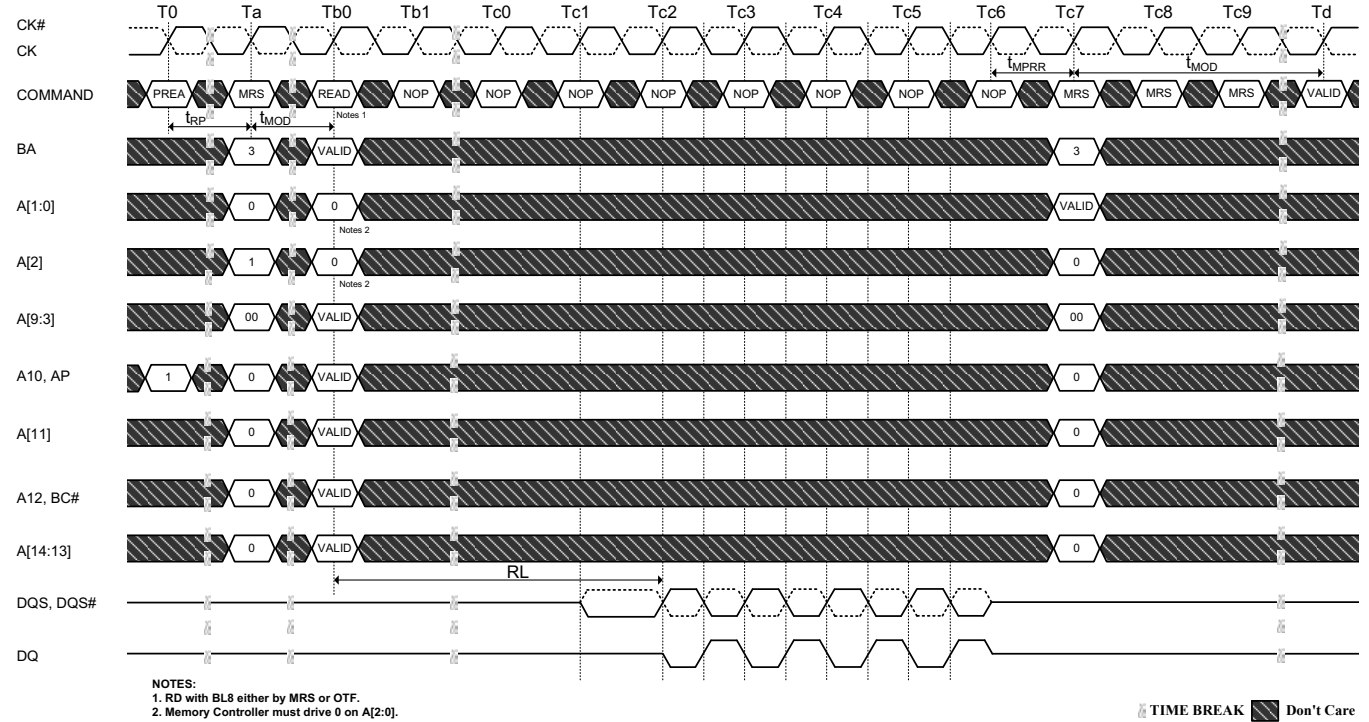 T0 Ta Tb0 Tb1 Tc0 Tc1 Tc2 Tc3 Tc4 Tc5 Tc6 Tc7 Tc8 Tc9 Td
CK#
CK
tMPRR tMOD
COMMAND PREA MRS READ NOP NOP NOP NOP NOP NOP NOP NOP MRS MRS MRS VALID
tRP tMOD Notes 1
BA 3 VALID 3
A[1:0] 0 0 VALID
Notes 2
A[2] 1 0 0
Notes 2
A[9:3] 00 VALID 00
A10, AP 1 0 VALID 0
A[11] 0 VALID 0
A12, BC# 0 VALID 0
A[14:13] 0 VALID 0
RL
DQS, DQS#
DQ
NOTES:
1. RD with BL8 either by MRS or OTF.
2. Memory Controller must drive 0 on A[2:0].
TIME BREAK Don't Care